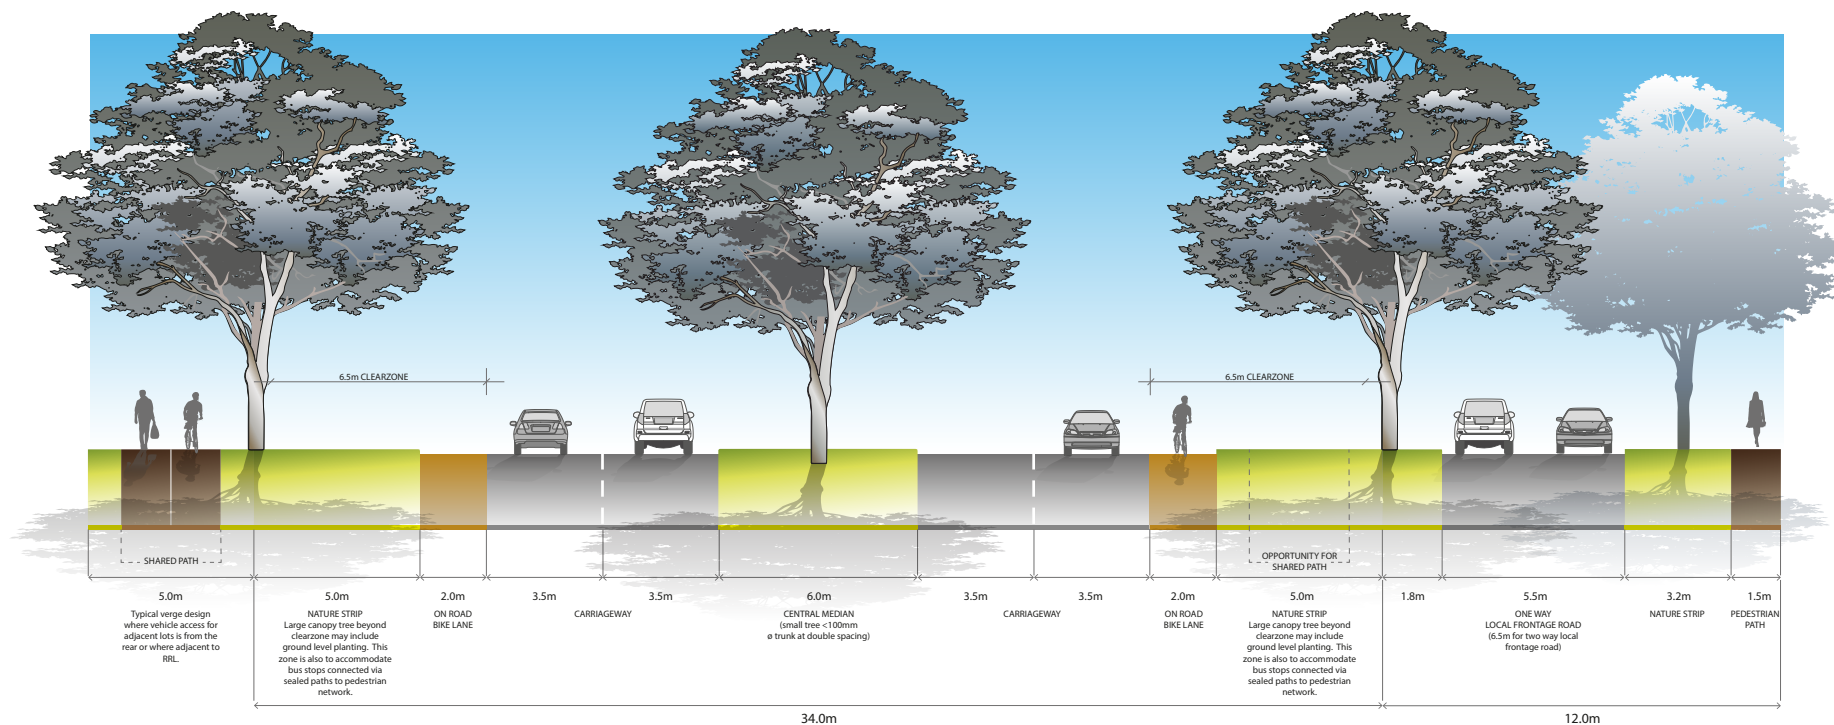 6.5m CLEARZONE
6.5m CLEARZONE
SHARED PATH
OPPORTUNITY FOR
SHARED PATH
5.0m
Typical verge design
where vehicle access for
adjacent lots is from the
rear or where adjacent to
RRL.
5.0m
NATURE STRIP
Large canopy tree beyond
clearzone may include
ground level planting. This
zone is also to accommodate
bus stops connected via
sealed paths to pedestrian
network.
2.0m
ON ROAD
BIKE LANE
3.5m
CARRIAGEWAY
3.5m
6.0m
CENTRAL MEDIAN
(small tree <100mm
ø trunk at double spacing)
3.5m
CARRIAGEWAY
3.5m
2.0m
ON ROAD
BIKE LANE
5.0m
NATURE STRIP
Large canopy tree beyond
clearzone may include
ground level planting. This
zone is also to accommodate
bus stops connected via
sealed paths to pedestrian
network.
1.8m
5.5m
ONE WAY
LOCAL FRONTAGE ROAD
(6.5m for two way local
frontage road)
3.2m
NATURE STRIP
1.5m
PEDESTRIAN
PATH
34.0m
12.0m